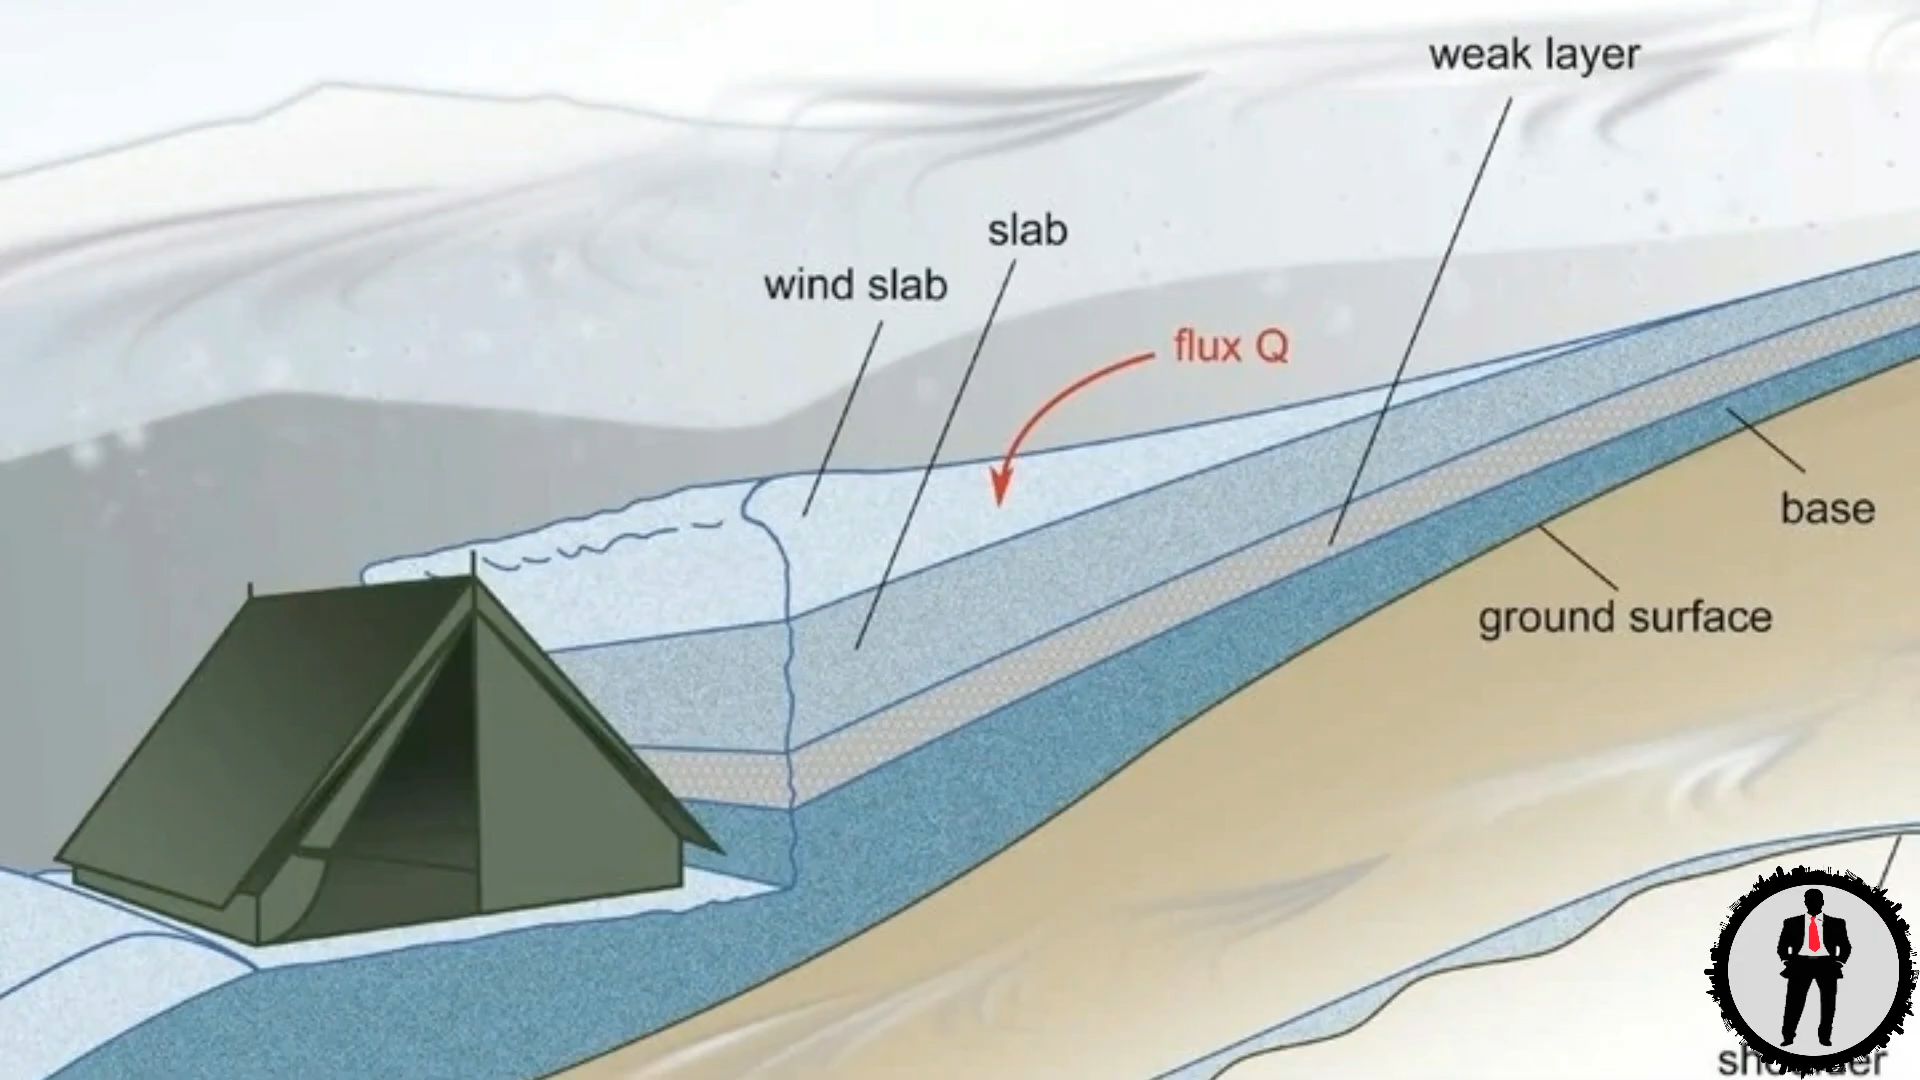 weak layer
slab
wind slab
flux Q
base
ground surface